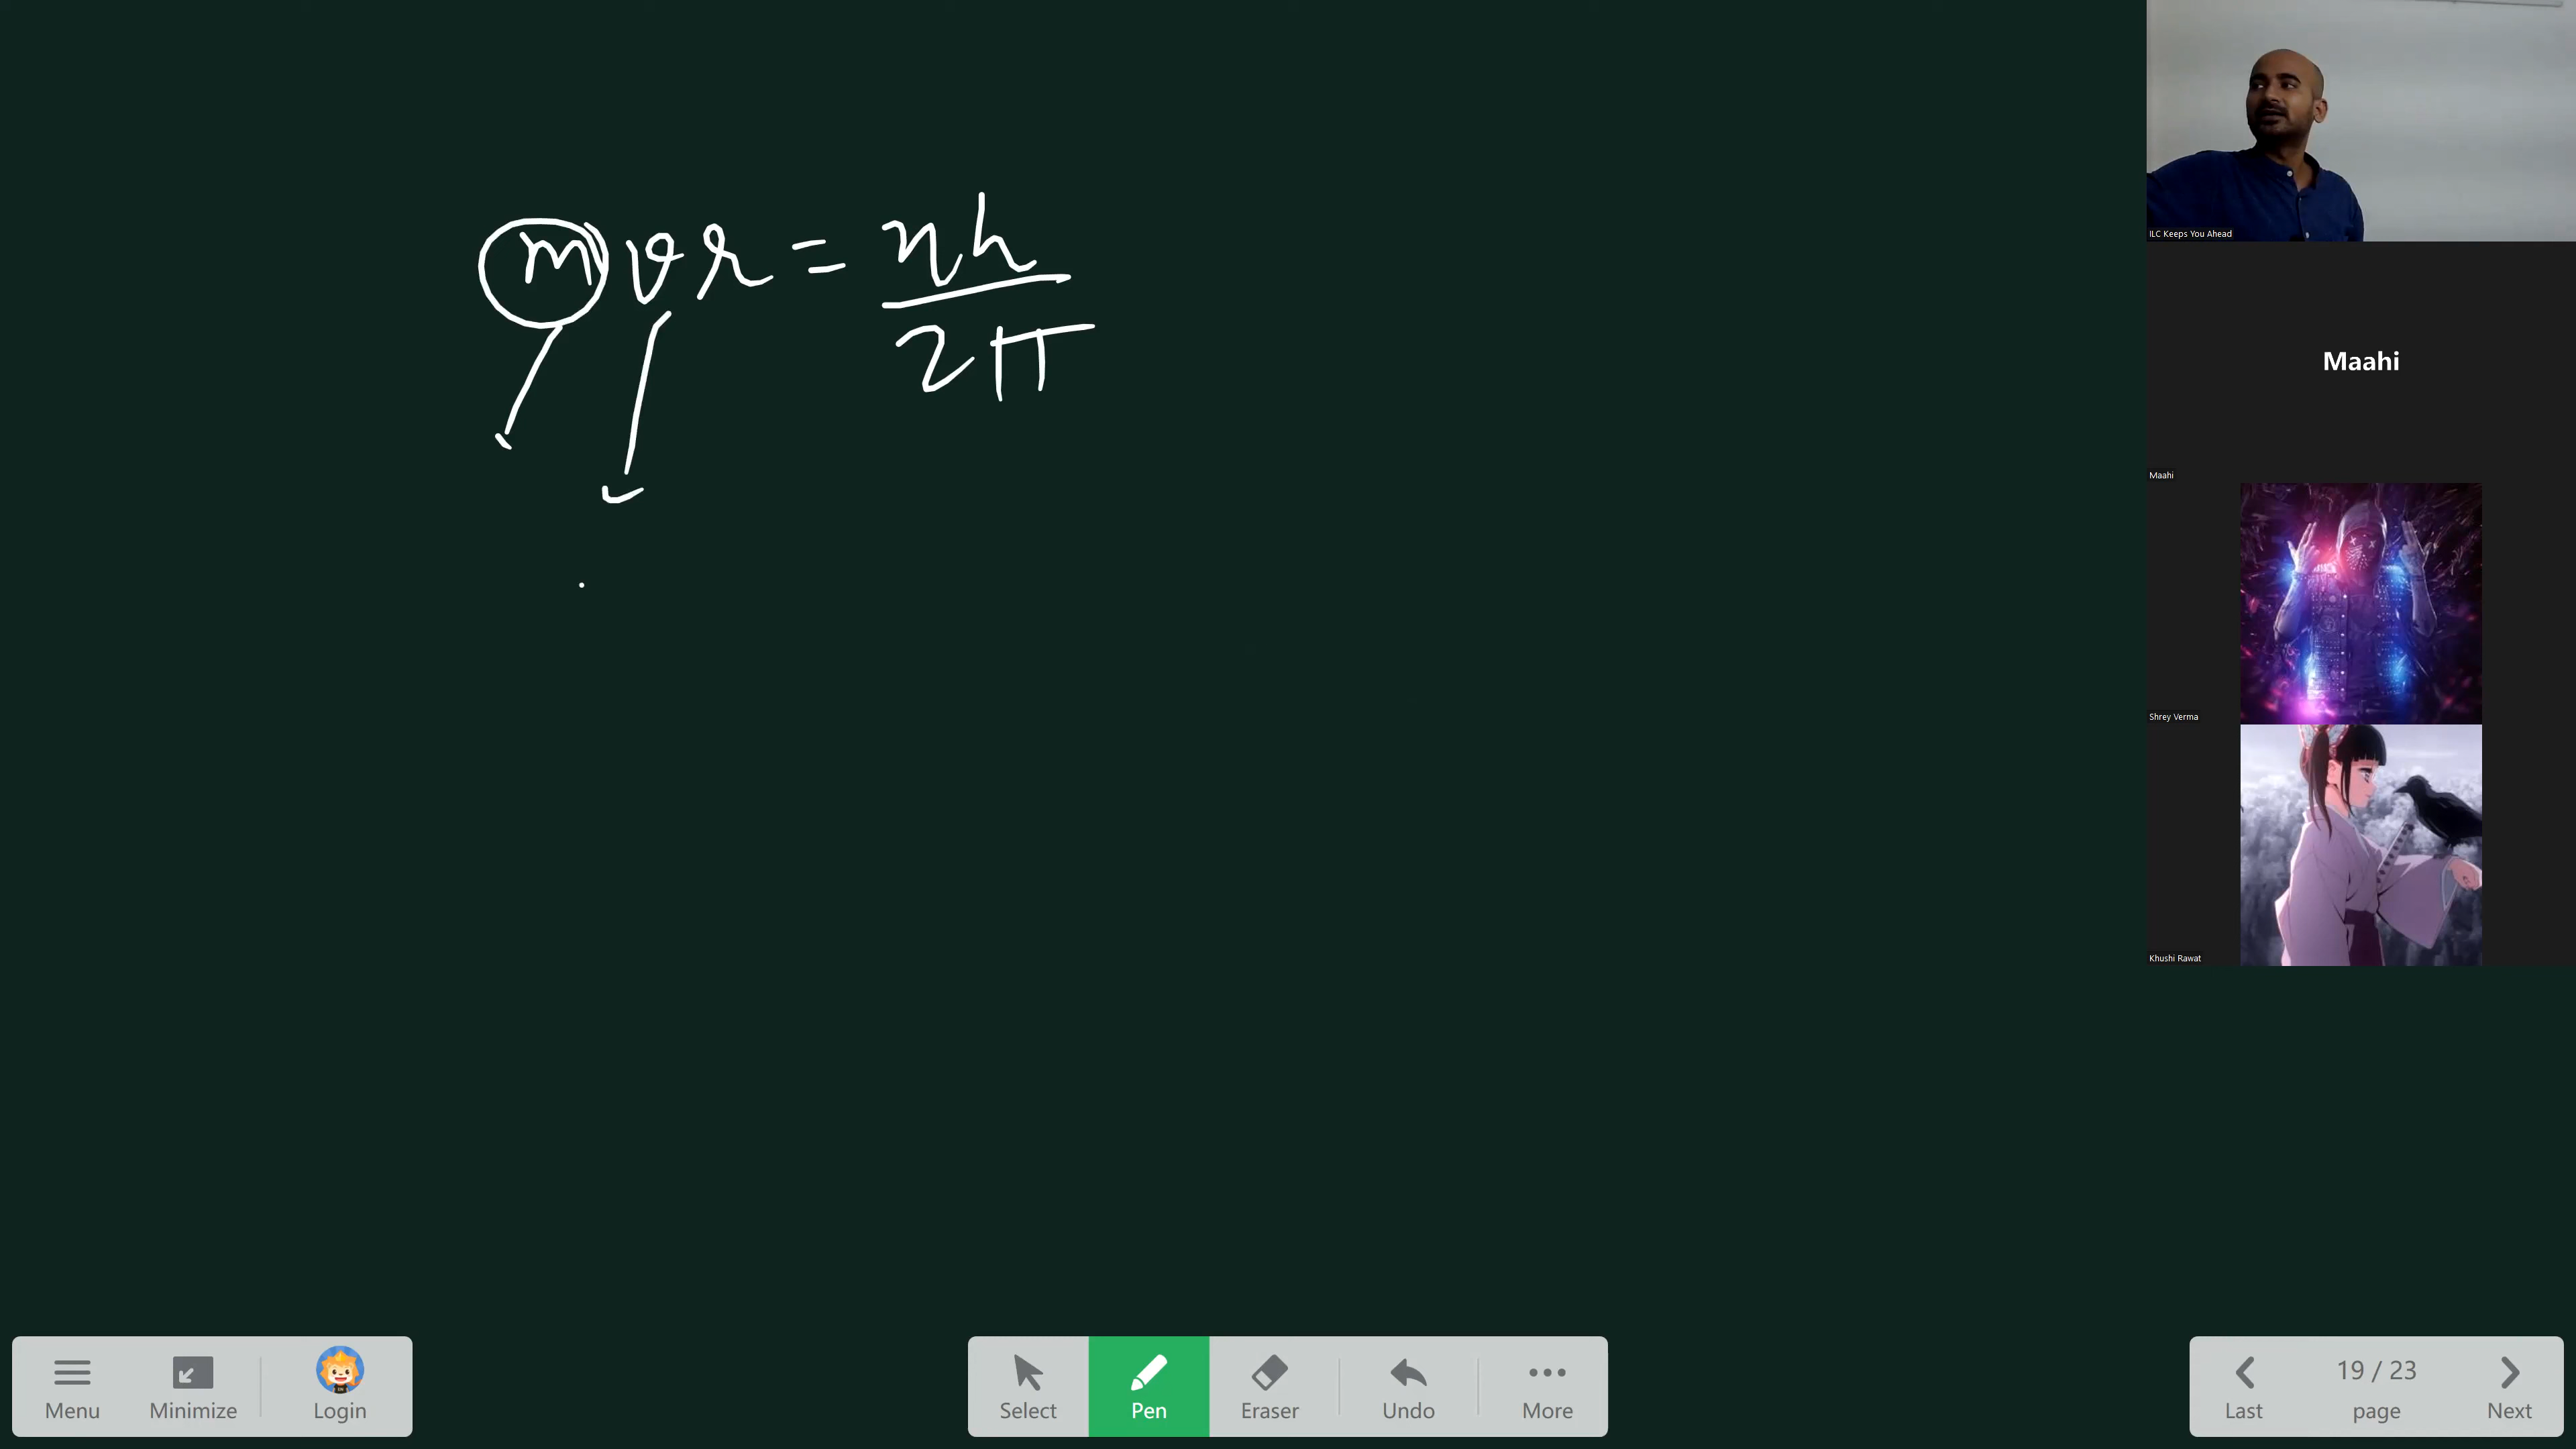 mvr = nh
2π
ILC Keeps You Ahead
Maahi
Maahi
Shrey Verma
Khushi Rawat
Menu Minimize Login
Select Pen Eraser Undo More
Last 19 / 23 page Next